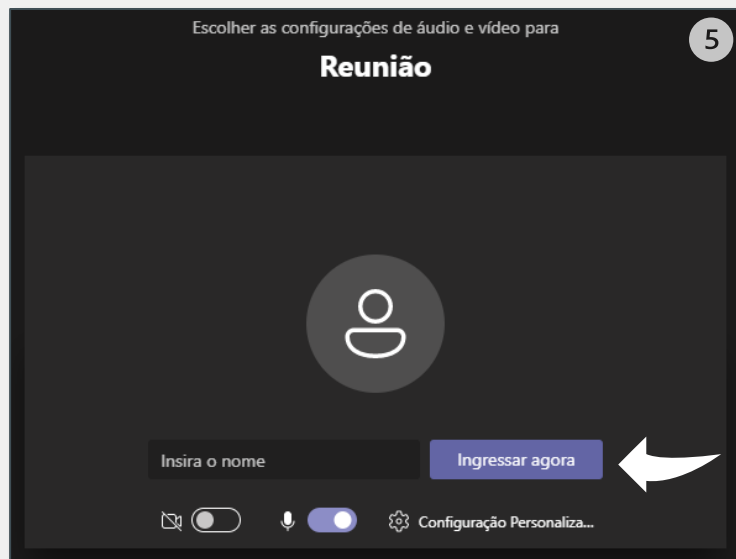 Escolher as configurações de áudio e vídeo para
5
Reunião
Insira o nome
Ingressar agora
Configuração Personaliza...